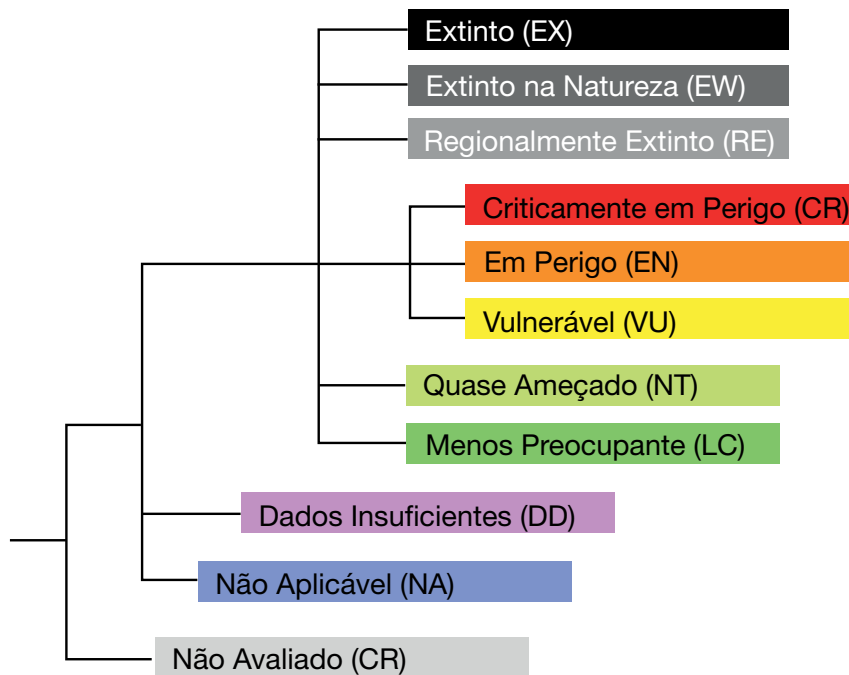 Extinto (EX)
Extinto na Natureza (EW)
Regionalmente Extinto (RE)
Criticamente em Perigo (CR)
Em Perigo (EN)
Vulnerável (VU)
Quase Ameçado (NT)
Menos Preocupante (LC)
Dados Insuficientes (DD)
Não Aplicável (NA)
Não Avaliado (CR)